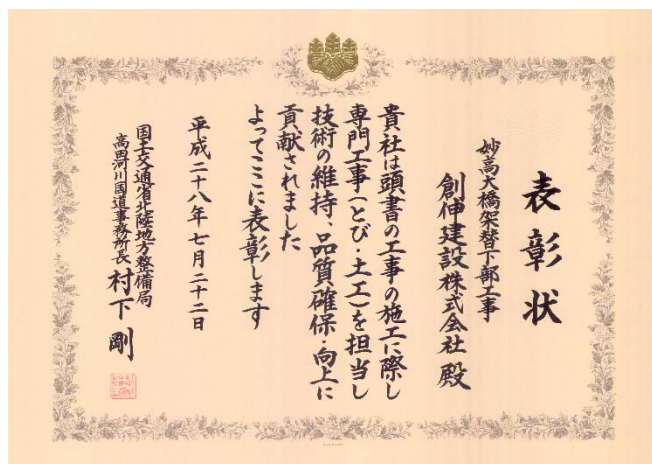 表彰状
妙高大橋架替下部工事
創伸建設株式会社殿
貴社は頭書の工事の施工に際し
専門工事(とび・土工)を担当し
技術の維持、品質確保・向上に
貢献されました
よってここに表彰します
平成二十八年七月二十二日
国土交通省北陸地方整備局
高田河川国道事務所長 村下 剛